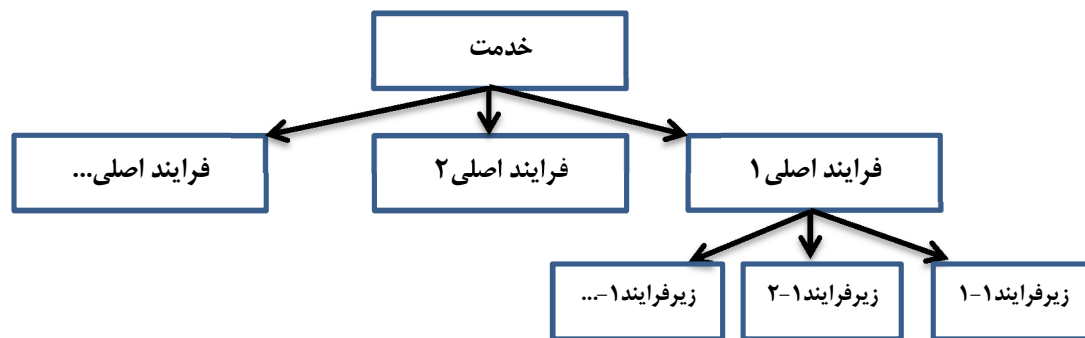 خدمت
فرایند اصلی۱
فرایند اصلی۲
فرایند اصلی...
زیرفرایند۱-۱
زیرفرایند۱-۲
زیرفرایند۱-...